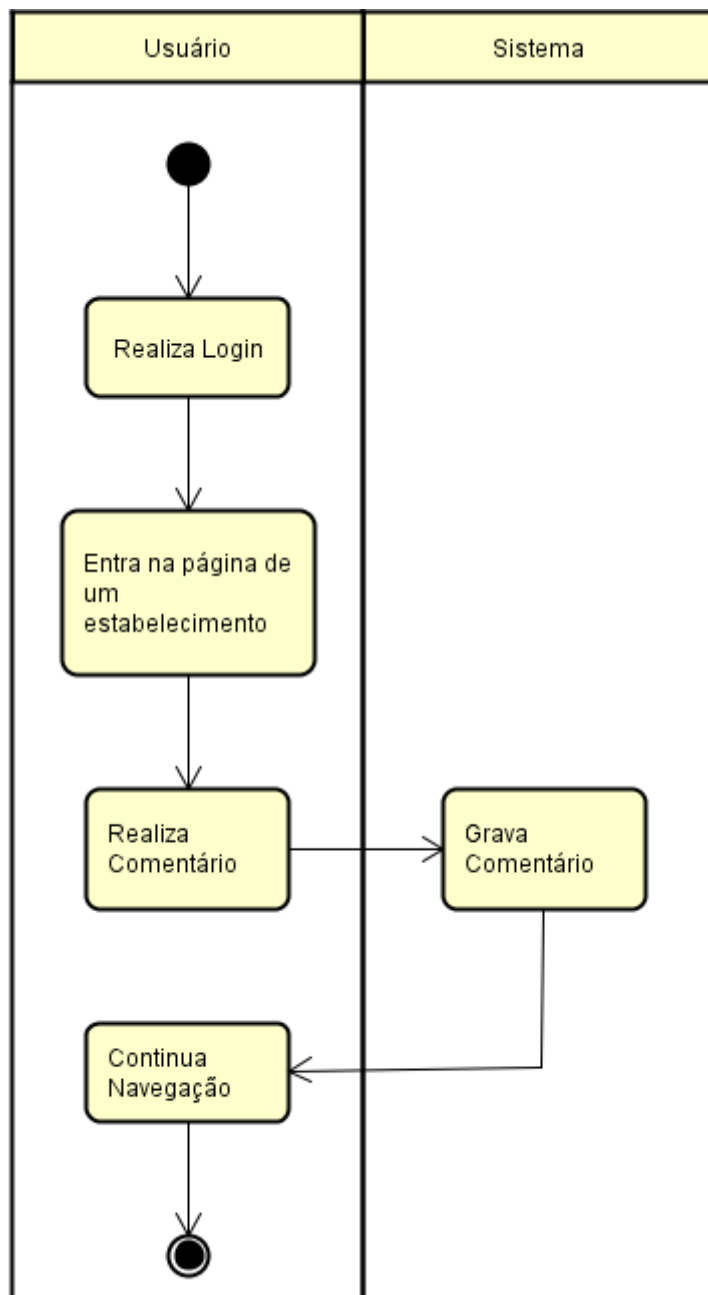 Usuário
Sistema
Realiza Login
Entra na página de
um
estabelecimento
Realiza
Comentário
Grava
Comentário
Continua
Navegação